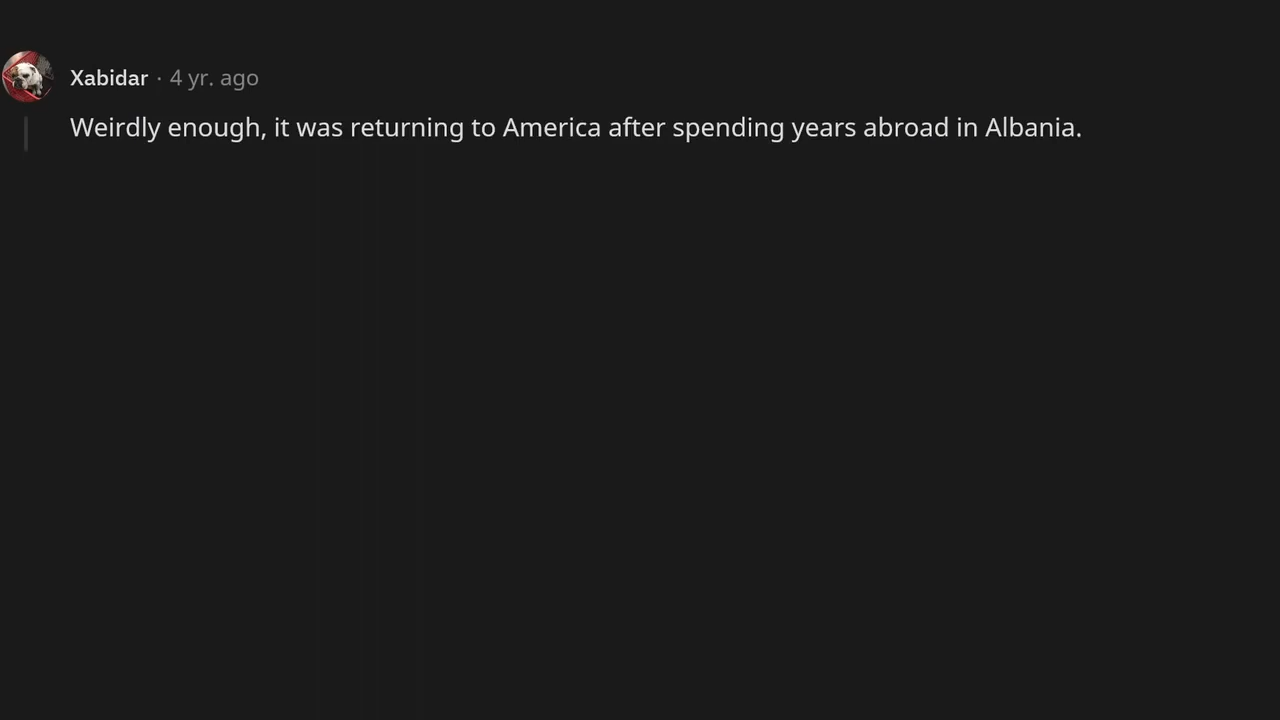 Xabidar · 4 yr. ago
Weirdly enough, it was returning to America after spending years abroad in Albania.